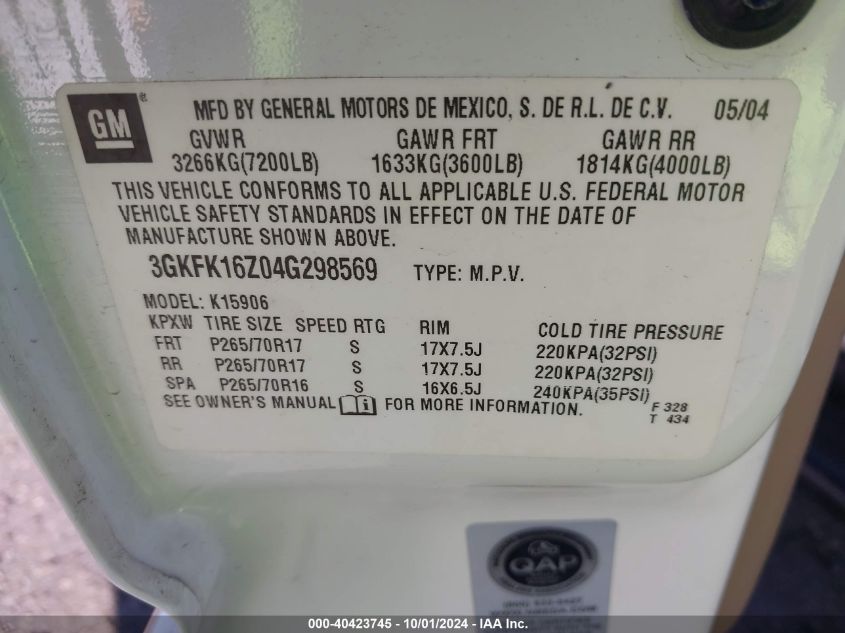 GM ® MFD BY GENERAL MOTORS DE MEXICO, S. DE R.L. DE C.V. 05/04
GVWR GAWR FRT GAWR RR
3266KG(7200LB) 1633KG(3600LB) 1814KG(4000LB)
THIS VEHICLE CONFORMS TO ALL APPLICABLE U.S. FEDERAL MOTOR
VEHICLE SAFETY STANDARDS IN EFFECT ON THE DATE OF
MANUFACTURE SHOWN ABOVE.
3GKFK16Z04G298569 TYPE: M.P.V.
MODEL: K15906
KPXW TIRE SIZE SPEED RTG RIM COLD TIRE PRESSURE
FRT P265/70R17 S 17X7.5J 220KPA(32PSI)
RR P265/70R17 S 17X7.5J 220KPA(32PSI)
SPA P265/70R16 S 16X6.5J 240KPA(35PSI)
SEE OWNER'S MANUAL i FOR MORE INFORMATION. F 328
T 434
QAP
000-40423745 - 10/01/2024 - IAA Inc.